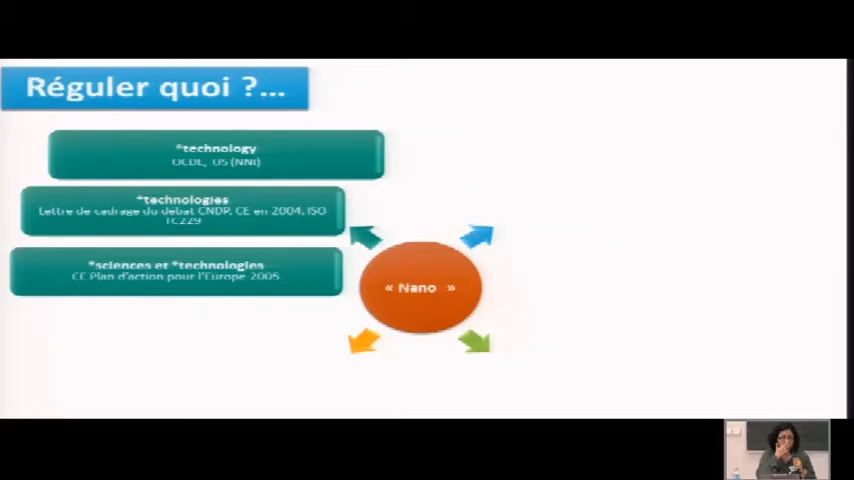 Réguler quoi ?...
*technology
OCDE, US (NNI)
*technologies
Lettre de cadrage du débat CNDP, CE en 2004, ISO
TC229
*sciences et *technologies
CE Plan d'action pour l'Europe 2005
« Nano »